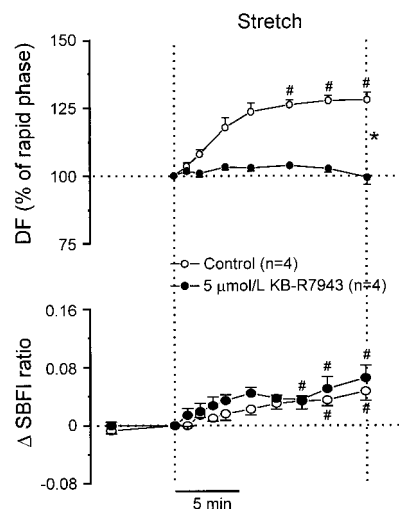 Stretch
150
125
100
75
DF (% of rapid phase)
# # #
*
Control (n=4)
5 μmol/L KB-R7943 (n=4)
0.16
0.08
0
-0.08
Δ SBFI ratio
# # #
# #
5 min